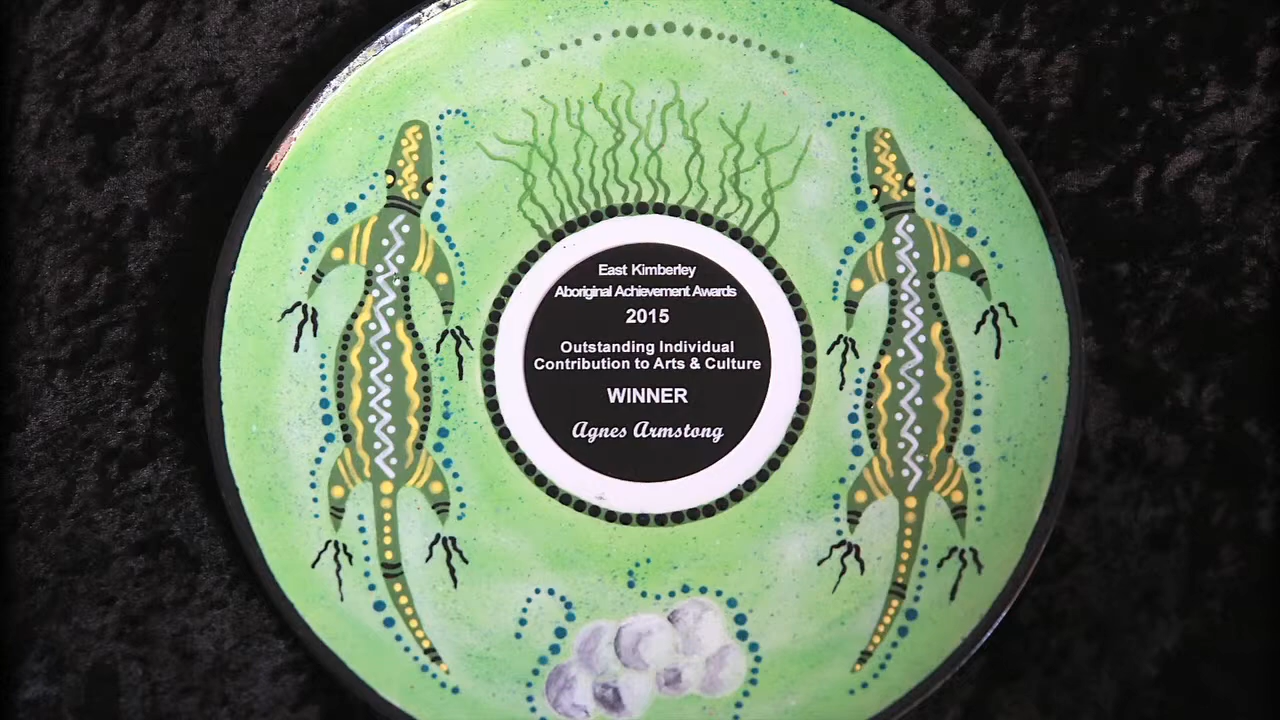 East Kimberley
Aboriginal Achievement Awards
2015
Outstanding Individual
Contribution to Arts & Culture
WINNER
Agnes Armstong